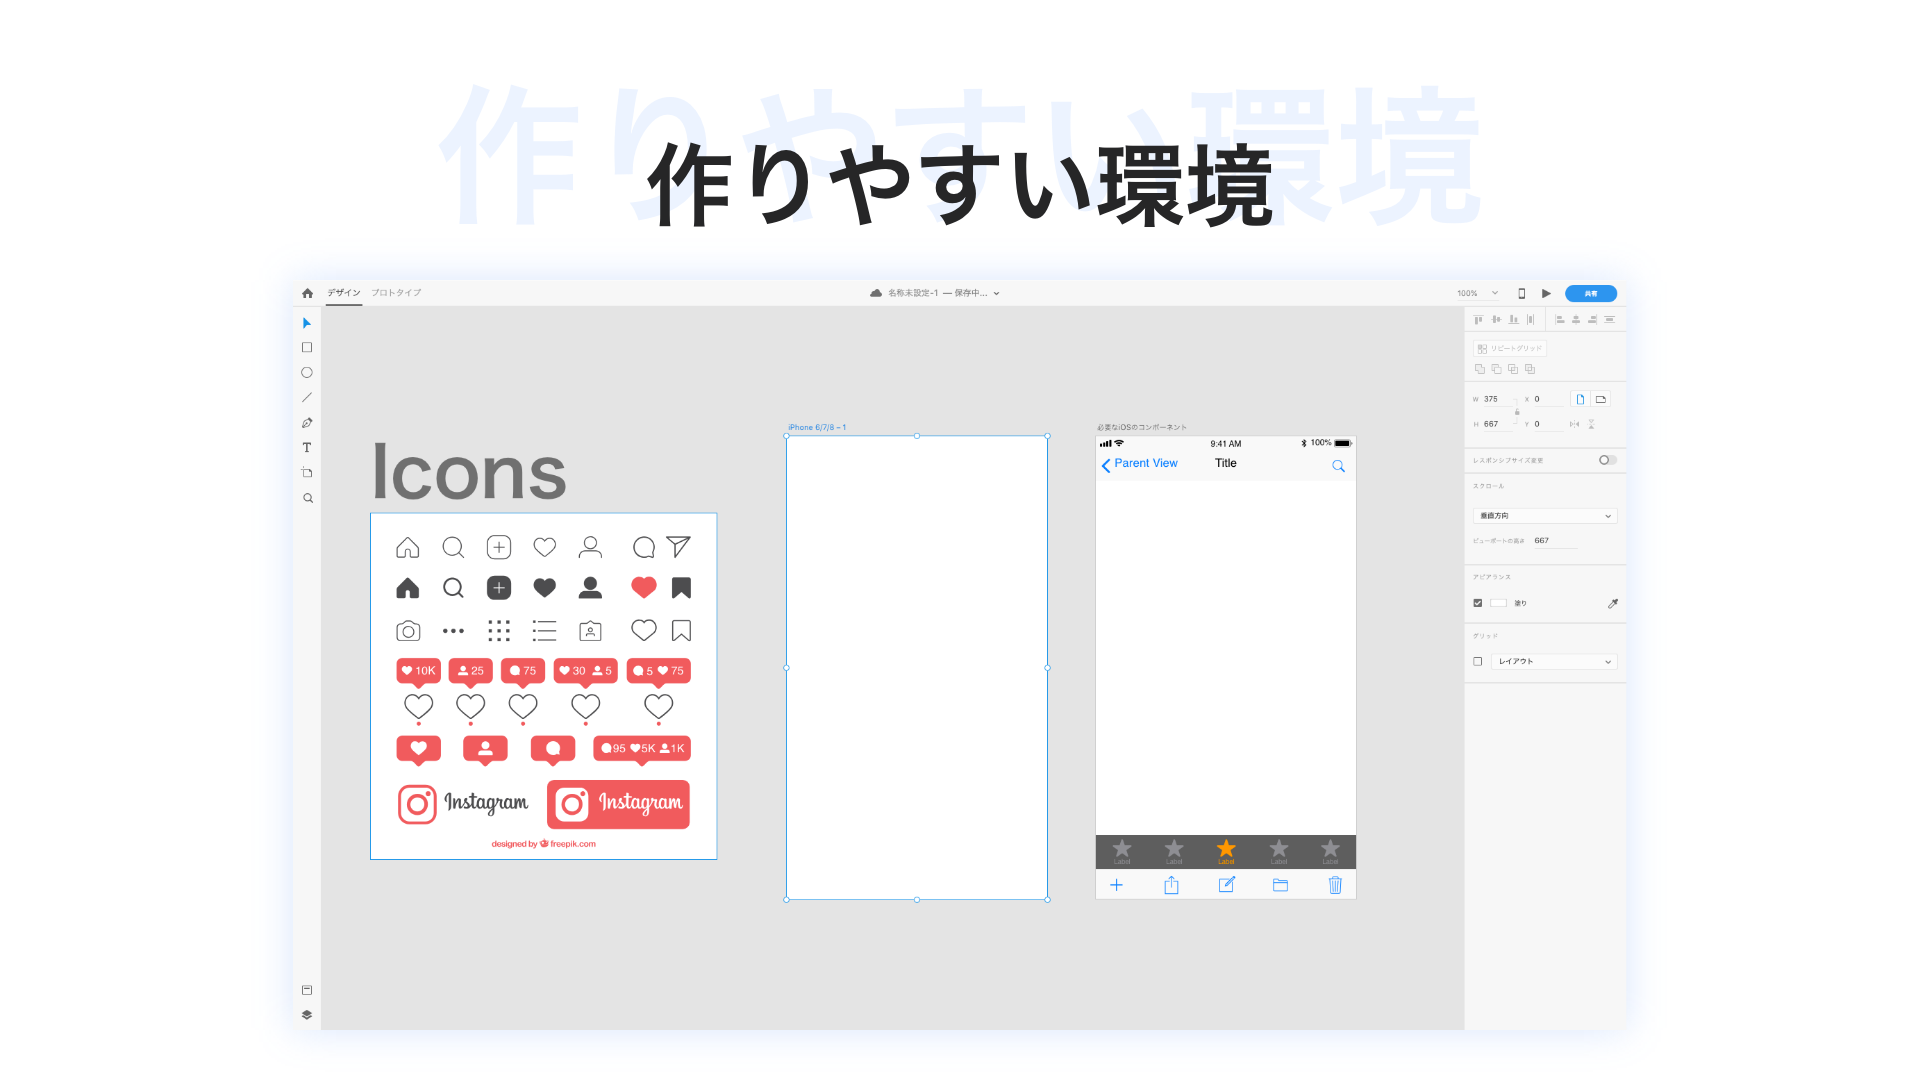 作りやすい環境
作りやすい環境
デザイン プロトタイプ
名称未設定-1 — 保存中...
100%
共有
リピートグリッド
W 375 X 0
H 667 Y 0
レスポンシブサイズ変更
スクロール
垂直方向
ビューポートの高さ 667
アピアランス
塗り
グリッド
レイアウト
Icons
10K 25 75 30 5 5 75
95 5K 1K
Instagram Instagram
designed by freepik.com
iPhone 6/7/8 – 1
必要なiOSのコンポーネント
9:41 AM 100%
Parent View Title
Label Label Label Label Label